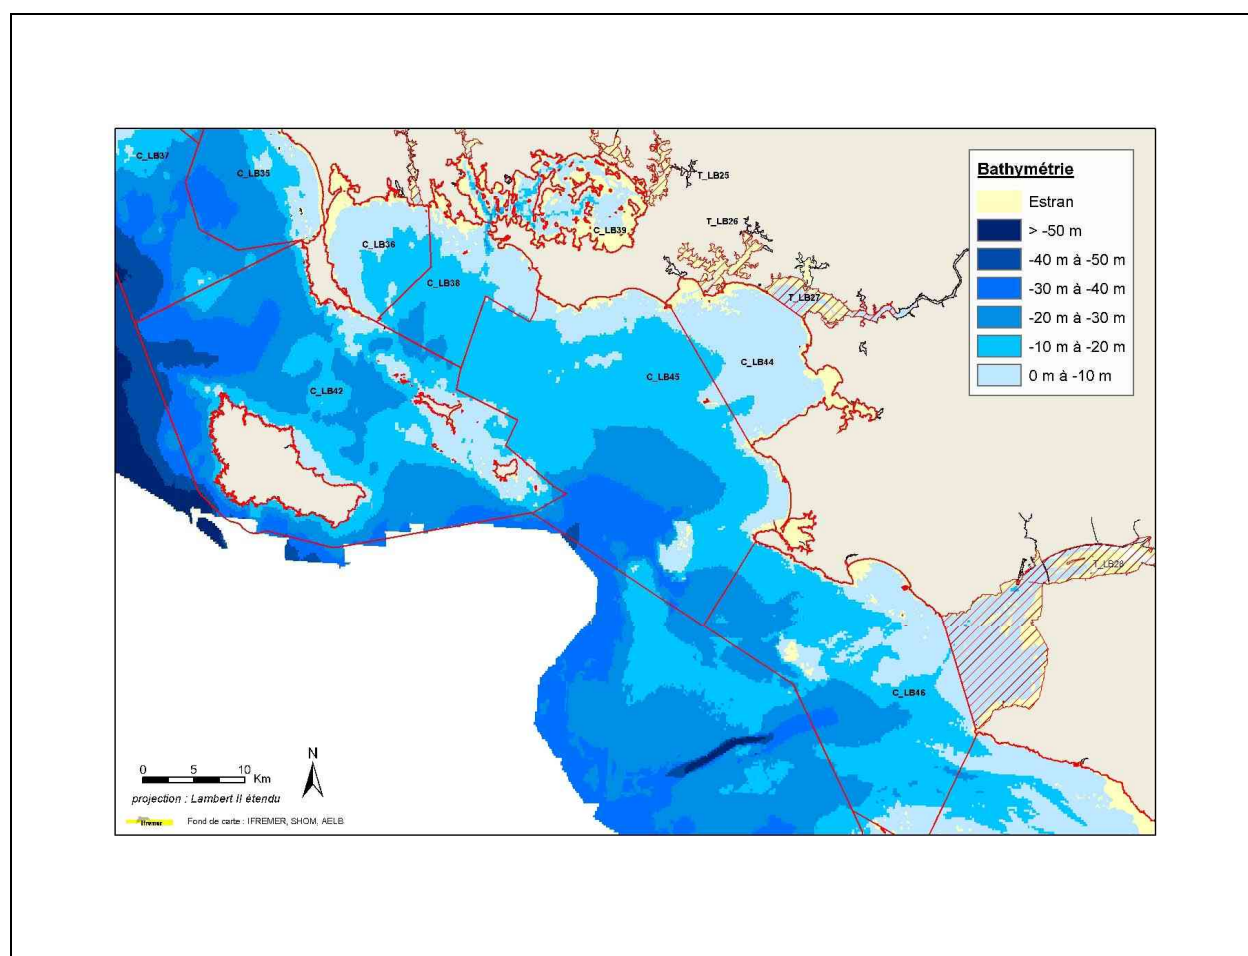 C_LB37
C_LB35
T_LB25
T_LB26
C_LB36
C_LB39
C_LB38
T_LB27
C_LB44
C_LB45
C_LB42
T_LB28
C_LB46
Bathymétrie
Estran
> -50 m
-40 m à -50 m
-30 m à -40 m
-20 m à -30 m
-10 m à -20 m
0 m à -10 m
N
0 5 10
Km
projection : Lambert II étendu
Ifremer
Fond de carte : IFREMER, SHOM, AELB